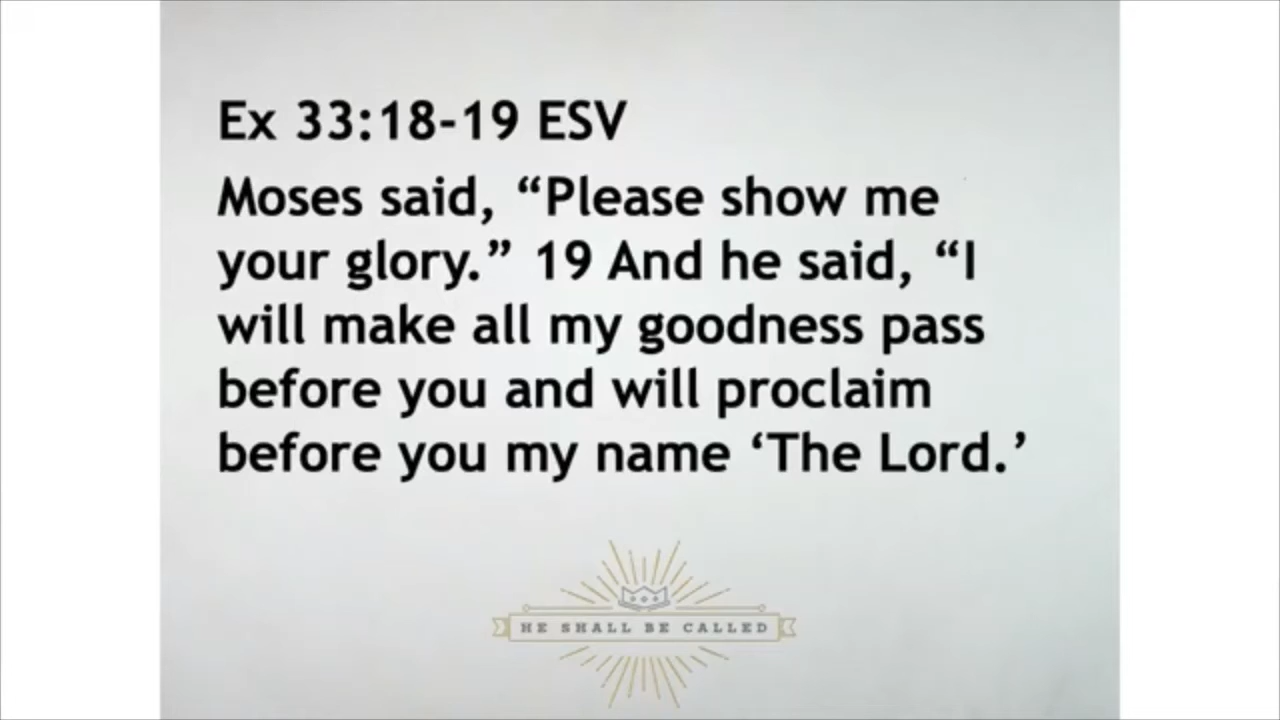 Ex 33:18-19 ESV
Moses said, “Please show me
your glory.” 19 And he said, “I
will make all my goodness pass
before you and will proclaim
before you my name ‘The Lord.’
HE SHALL BE CALLED